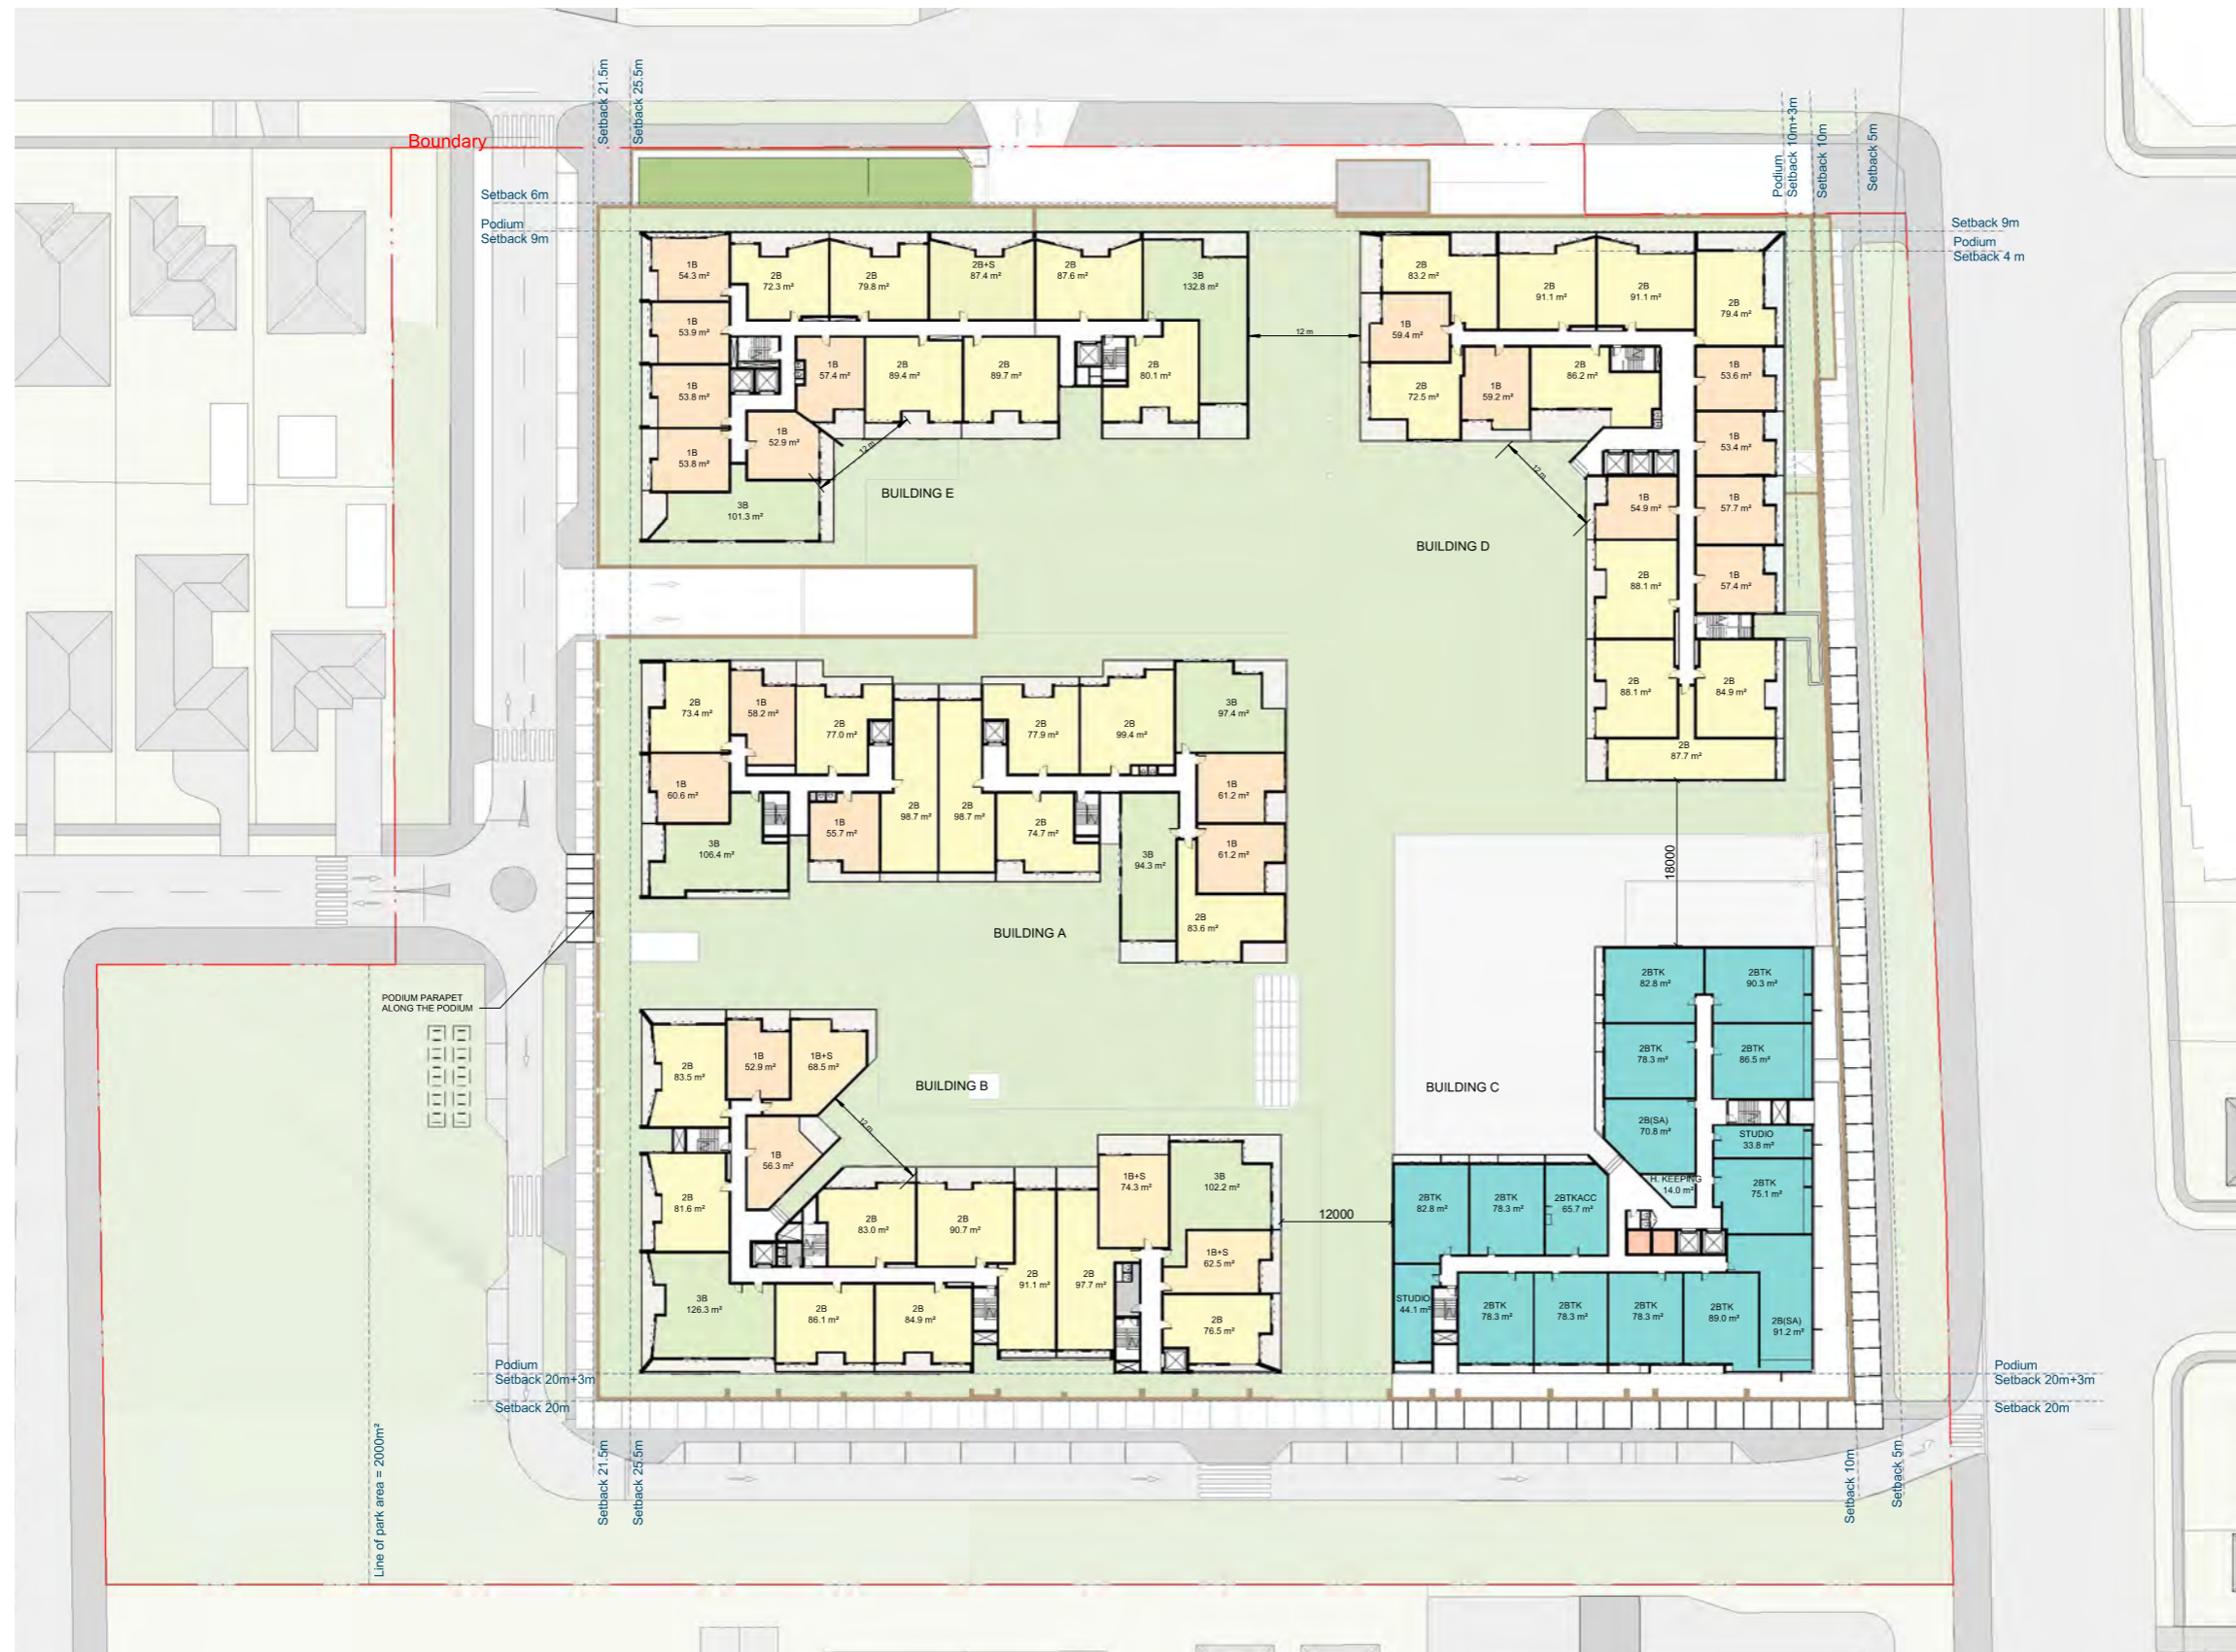 Setback 21.5m
Setback 25.5m
Podium
Setback 10m+3m
Setback 10m
Setback 5m
Boundary
Setback 6m
Podium
Setback 9m
Setback 9m
Podium
Setback 4 m
1B
54.3 m²
2B
72.3 m²
2B
79.8 m²
2B+S
87.4 m²
2B
87.6 m²
3B
132.8 m²
1B
53.9 m²
1B
53.8 m²
1B
53.8 m²
1B
57.4 m²
2B
89.4 m²
2B
89.7 m²
2B
80.1 m²
1B
52.9 m²
12 m
3B
101.3 m²
BUILDING E
12 m
2B
83.2 m²
2B
91.1 m²
2B
91.1 m²
2B
79.4 m²
1B
59.4 m²
2B
72.5 m²
1B
59.2 m²
2B
86.2 m²
1B
53.6 m²
1B
53.4 m²
12 m
1B
54.9 m²
1B
57.7 m²
BUILDING D
2B
88.1 m²
1B
57.4 m²
2B
88.1 m²
2B
84.9 m²
2B
87.7 m²
18000
2B
73.4 m²
1B
58.2 m²
2B
77.0 m²
2B
77.9 m²
2B
99.4 m²
3B
97.4 m²
1B
60.6 m²
1B
55.7 m²
2B
98.7 m²
2B
98.7 m²
2B
74.7 m²
1B
61.2 m²
3B
106.4 m²
3B
94.3 m²
1B
61.2 m²
2B
83.6 m²
BUILDING A
PODIUM PARAPET
ALONG THE PODIUM
2B
83.5 m²
1B
52.9 m²
1B+S
68.5 m²
BUILDING B
12 m
1B
56.3 m²
2B
81.6 m²
2B
83.0 m²
2B
90.7 m²
2B
91.1 m²
2B
97.7 m²
1B+S
74.3 m²
3B
102.2 m²
1B+S
62.5 m²
3B
126.3 m²
2B
86.1 m²
2B
84.9 m²
2B
76.5 m²
12000
BUILDING C
2BTK
82.8 m²
2BTK
90.3 m²
2BTK
78.3 m²
2BTK
86.5 m²
2B(SA)
70.8 m²
STUDIO
33.8 m²
H. KEEPING
14.0 m²
2BTK
75.1 m²
2BTK
82.8 m²
2BTK
78.3 m²
2BTKACC
65.7 m²
STUDIO
44.1 m²
2BTK
78.3 m²
2BTK
78.3 m²
2BTK
78.3 m²
2BTK
89.0 m²
2B(SA)
91.2 m²
Podium
Setback 20m+3m
Setback 20m
Podium
Setback 20m+3m
Setback 20m
Line of park area = 2000m²
Setback 21.5m
Setback 25.5m
Setback 10m
Setback 5m